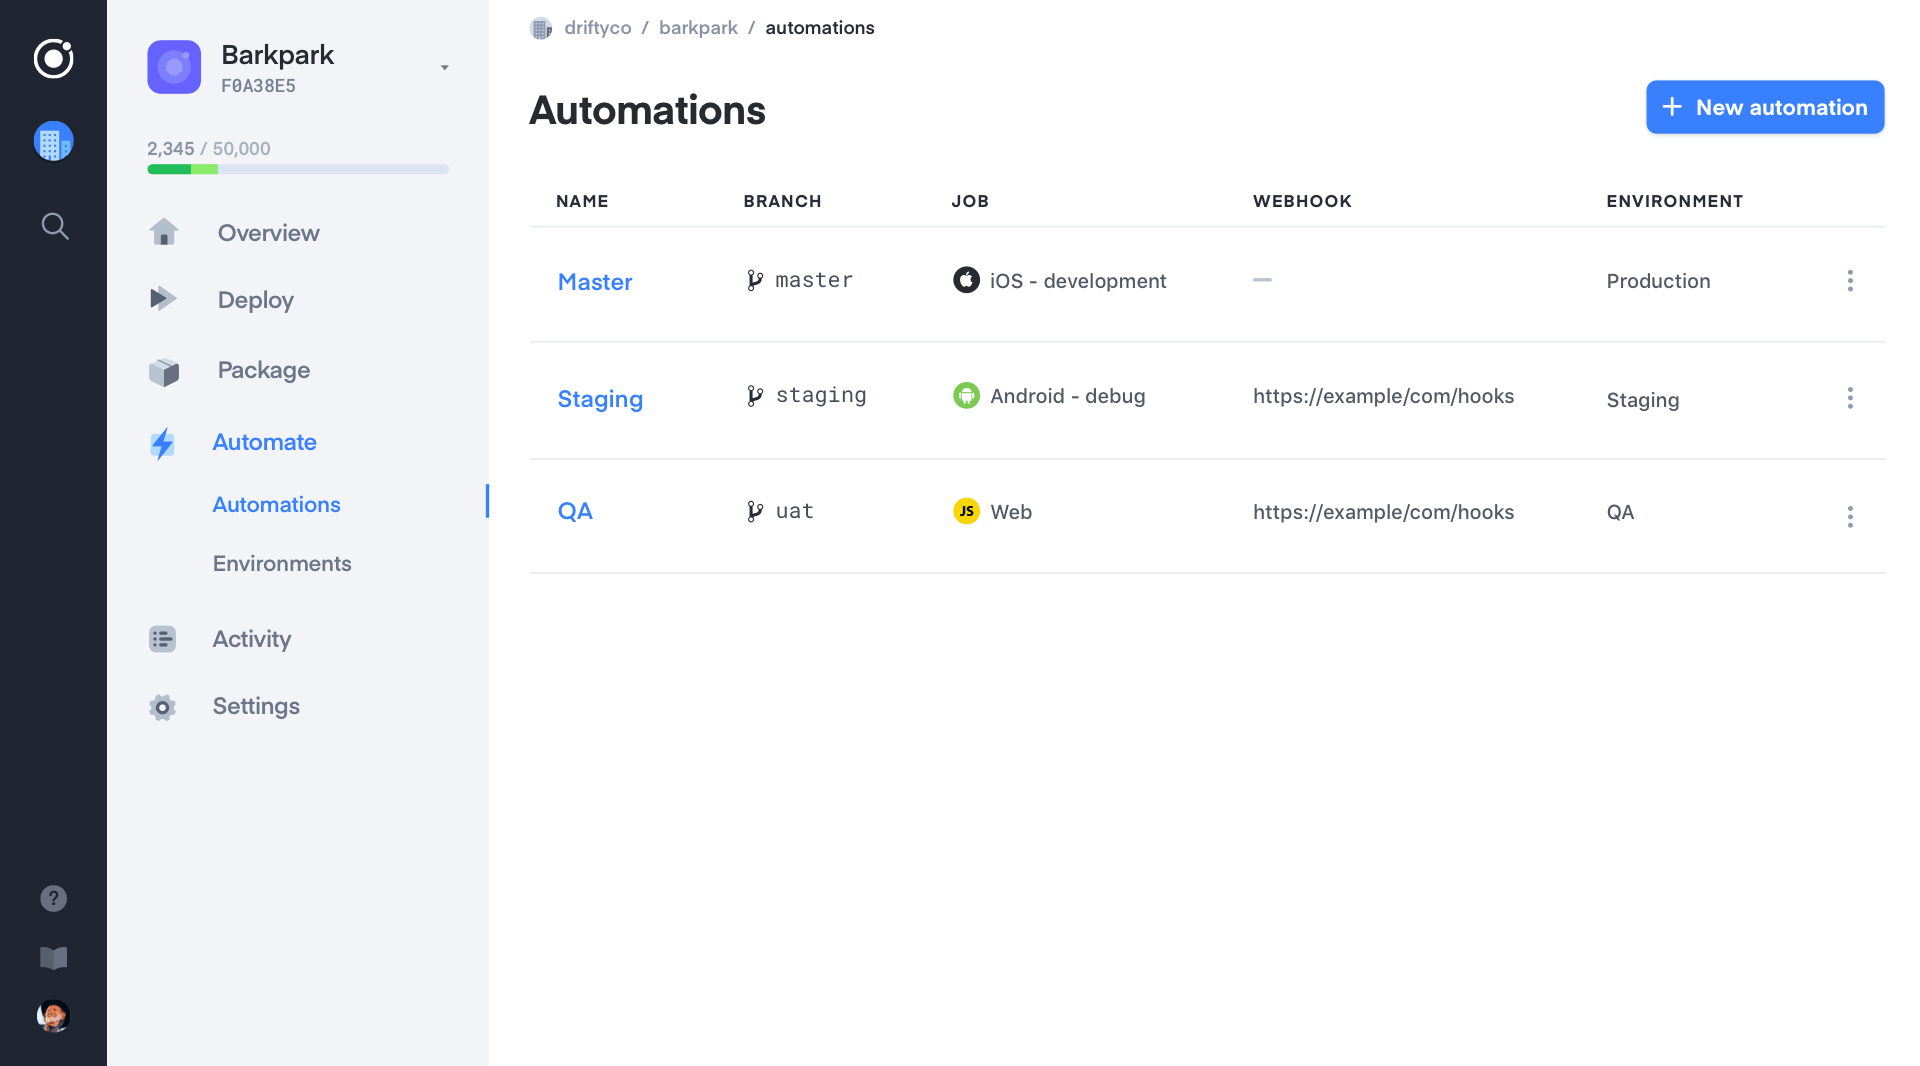 Barkpark
F0A38E5
2,345 / 50,000
Overview
Deploy
Package
Automate
Automations
Environments
Activity
Settings
?
driftyco / barkpark / automations
Automations
+ New automation
NAME BRANCH JOB WEBHOOK ENVIRONMENT
Master master iOS - development — Production
Staging staging Android - debug https://example/com/hooks Staging
QA uat JS Web https://example/com/hooks QA